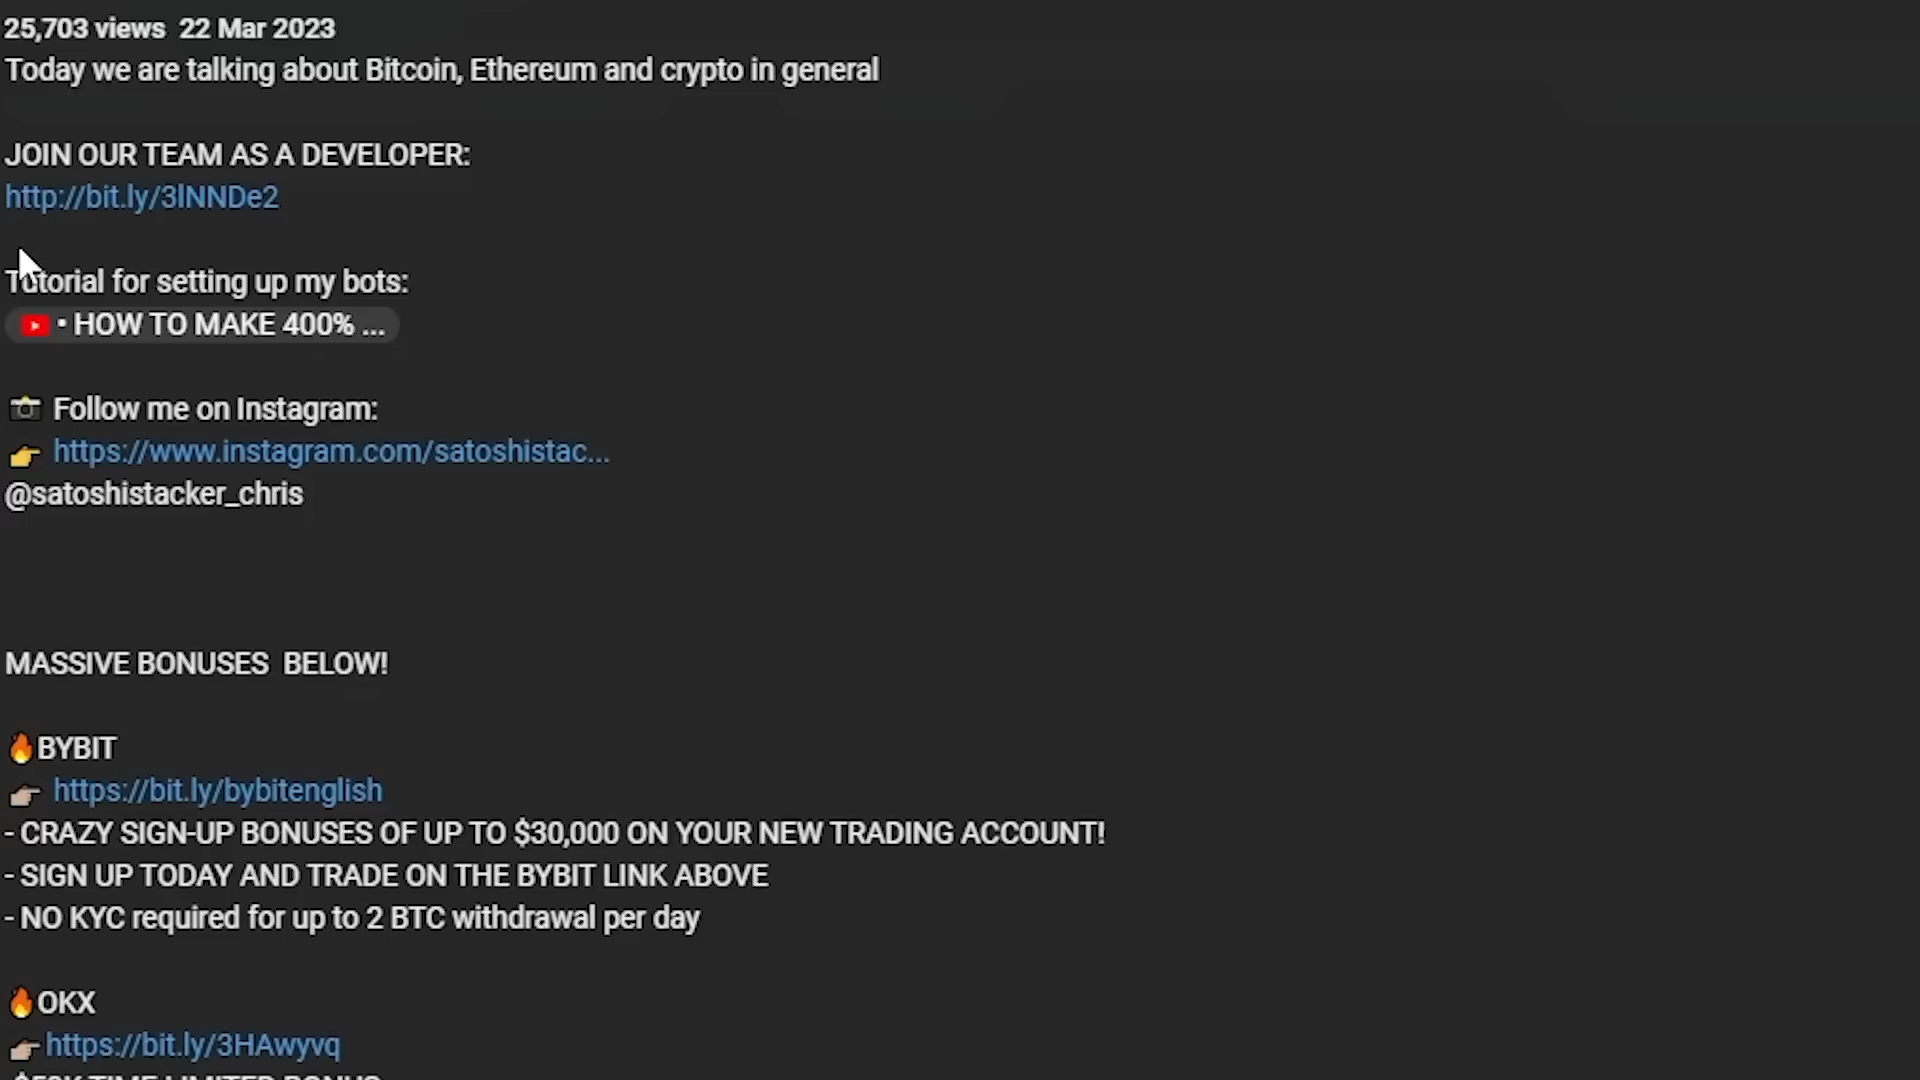 25,703 views 22 Mar 2023
Today we are talking about Bitcoin, Ethereum and crypto in general
JOIN OUR TEAM AS A DEVELOPER:
http://bit.ly/3lNNDe2
Tutorial for setting up my bots:
• HOW TO MAKE 400% ...
Follow me on Instagram:
https://www.instagram.com/satoshistac...
@satoshistacker_chris
MASSIVE BONUSES BELOW!
🔥BYBIT
https://bit.ly/bybitenglish
- CRAZY SIGN-UP BONUSES OF UP TO $30,000 ON YOUR NEW TRADING ACCOUNT!
- SIGN UP TODAY AND TRADE ON THE BYBIT LINK ABOVE
- NO KYC required for up to 2 BTC withdrawal per day
🔥OKX
https://bit.ly/3HAwyvq
TIME LIMITED BONUS